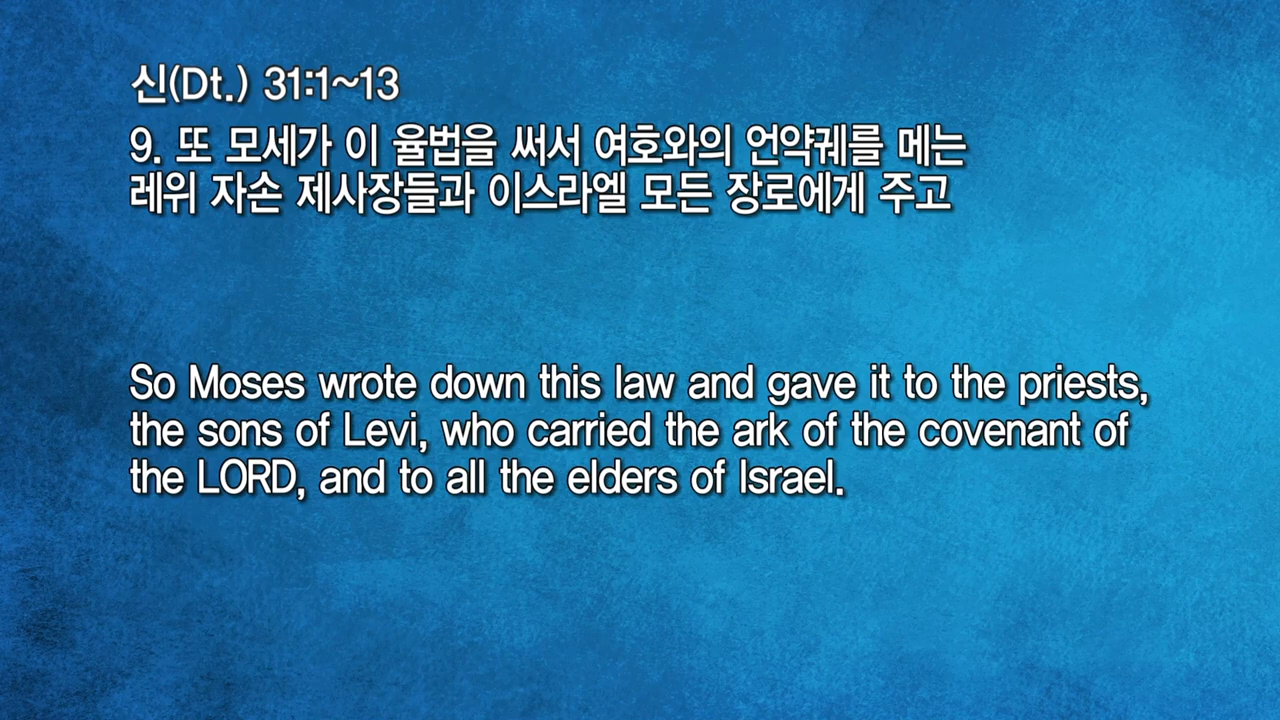 신(Dt.) 31:1~13
9. 또 모세가 이 율법을 써서 여호와의 언약궤를 메는
레위 자손 제사장들과 이스라엘 모든 장로에게 주고
So Moses wrote down this law and gave it to the priests,
the sons of Levi, who carried the ark of the covenant of
the LORD, and to all the elders of Israel.